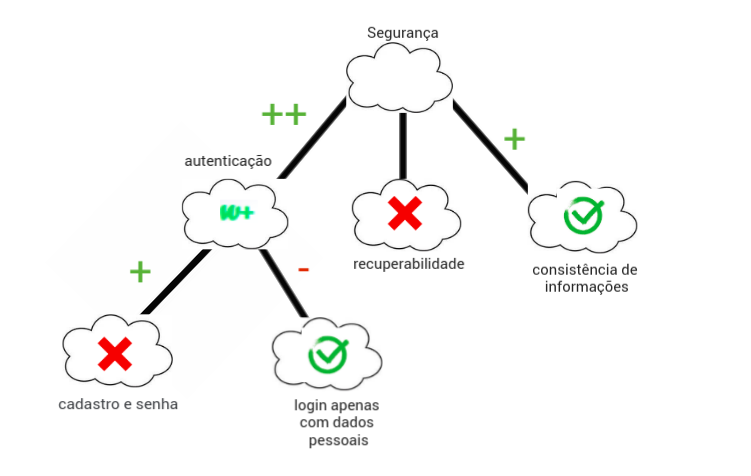 Segurança
++
+
autenticação
W+
recuperabilidade
consistência de
informações
+
-
cadastro e senha
login apenas
com dados
pessoais